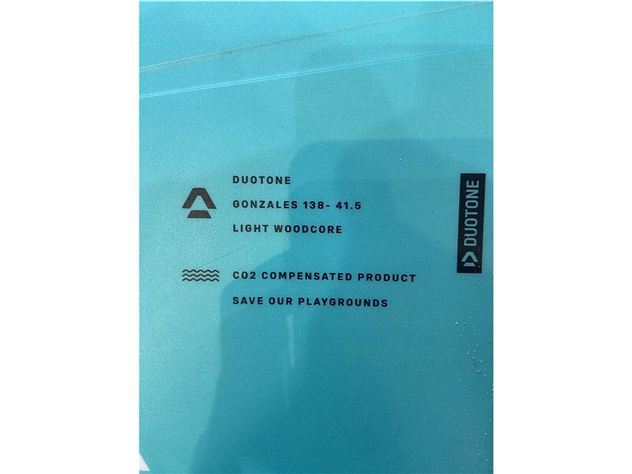 DUOTONE
GONZALES 138- 41.5
LIGHT WOODCORE
CO2 COMPENSATED PRODUCT
SAVE OUR PLAYGROUNDS
DUOTONE